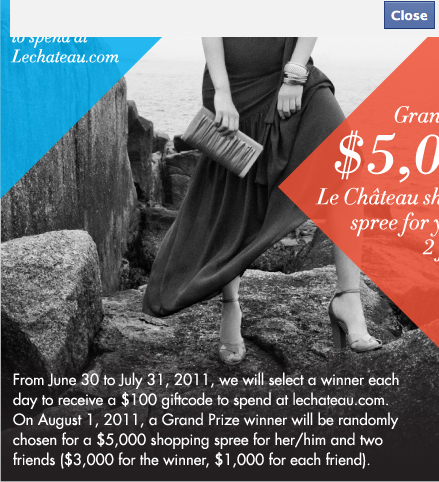 Close
to spend at
Lechateau.com
Gran
$5,0
Le Château sh
spree for y
2
From June 30 to July 31, 2011, we will select a winner each
day to receive a $100 giftcode to spend at lechateau.com.
On August 1, 2011, a Grand Prize winner will be randomly
chosen for a $5,000 shopping spree for her/him and two
friends ($3,000 for the winner, $1,000 for each friend).